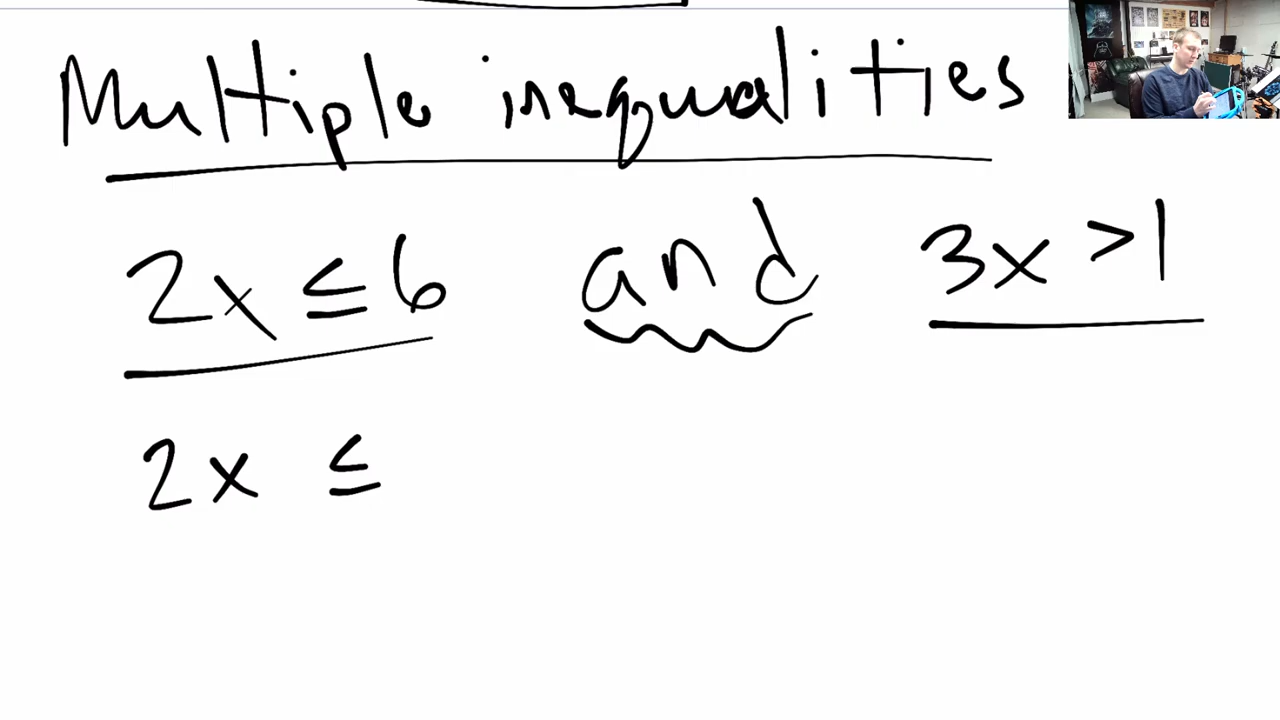 Multiple inequalities
2x ≤ 6 and 3x > 1
2x ≤